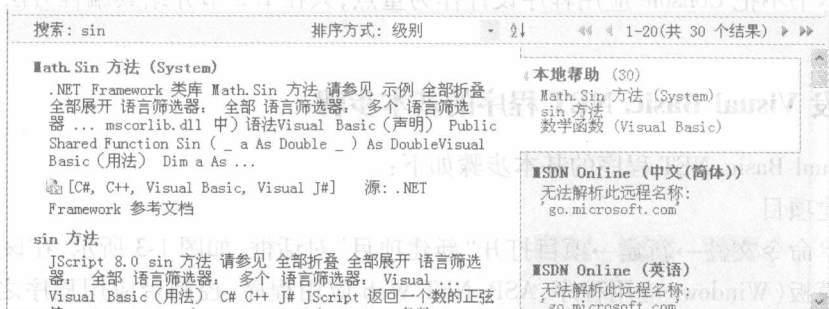 搜索: sin
排序方式: 级别
1-20(共 30 个结果)
Math.Sin 方法 (System)
.NET Framework 类库 Math.Sin 方法 请参见 示例 全部折叠
全部展开 语言筛选器: 全部 语言筛选器: 多个 语言筛选
器 ... mscorlib.dll 中) 语法Visual Basic (声明) Public
Shared Function Sin ( _ a As Double _ ) As DoubleVisual
Basic (用法) Dim a As ...
[C#, C++, Visual Basic, Visual J#] 源: .NET
Framework 参考文档
sin 方法
JScript 8.0 sin 方法 请参见 全部折叠 全部展开 语言筛选
器: 全部 语言筛选器: 多个 语言筛选器: Visual ...
Visual Basic (用法) C# C++ J# JScript 返回一个数的正弦
本地帮助 (30)
Math.Sin 方法 (System)
sin 方法
数学函数 (Visual Basic)
MSDN Online (中文(简体))
无法解析此远程名称:
'go.microsoft.com'
MSDN Online (英语)
无法解析此远程名称:
'go.microsoft.com'